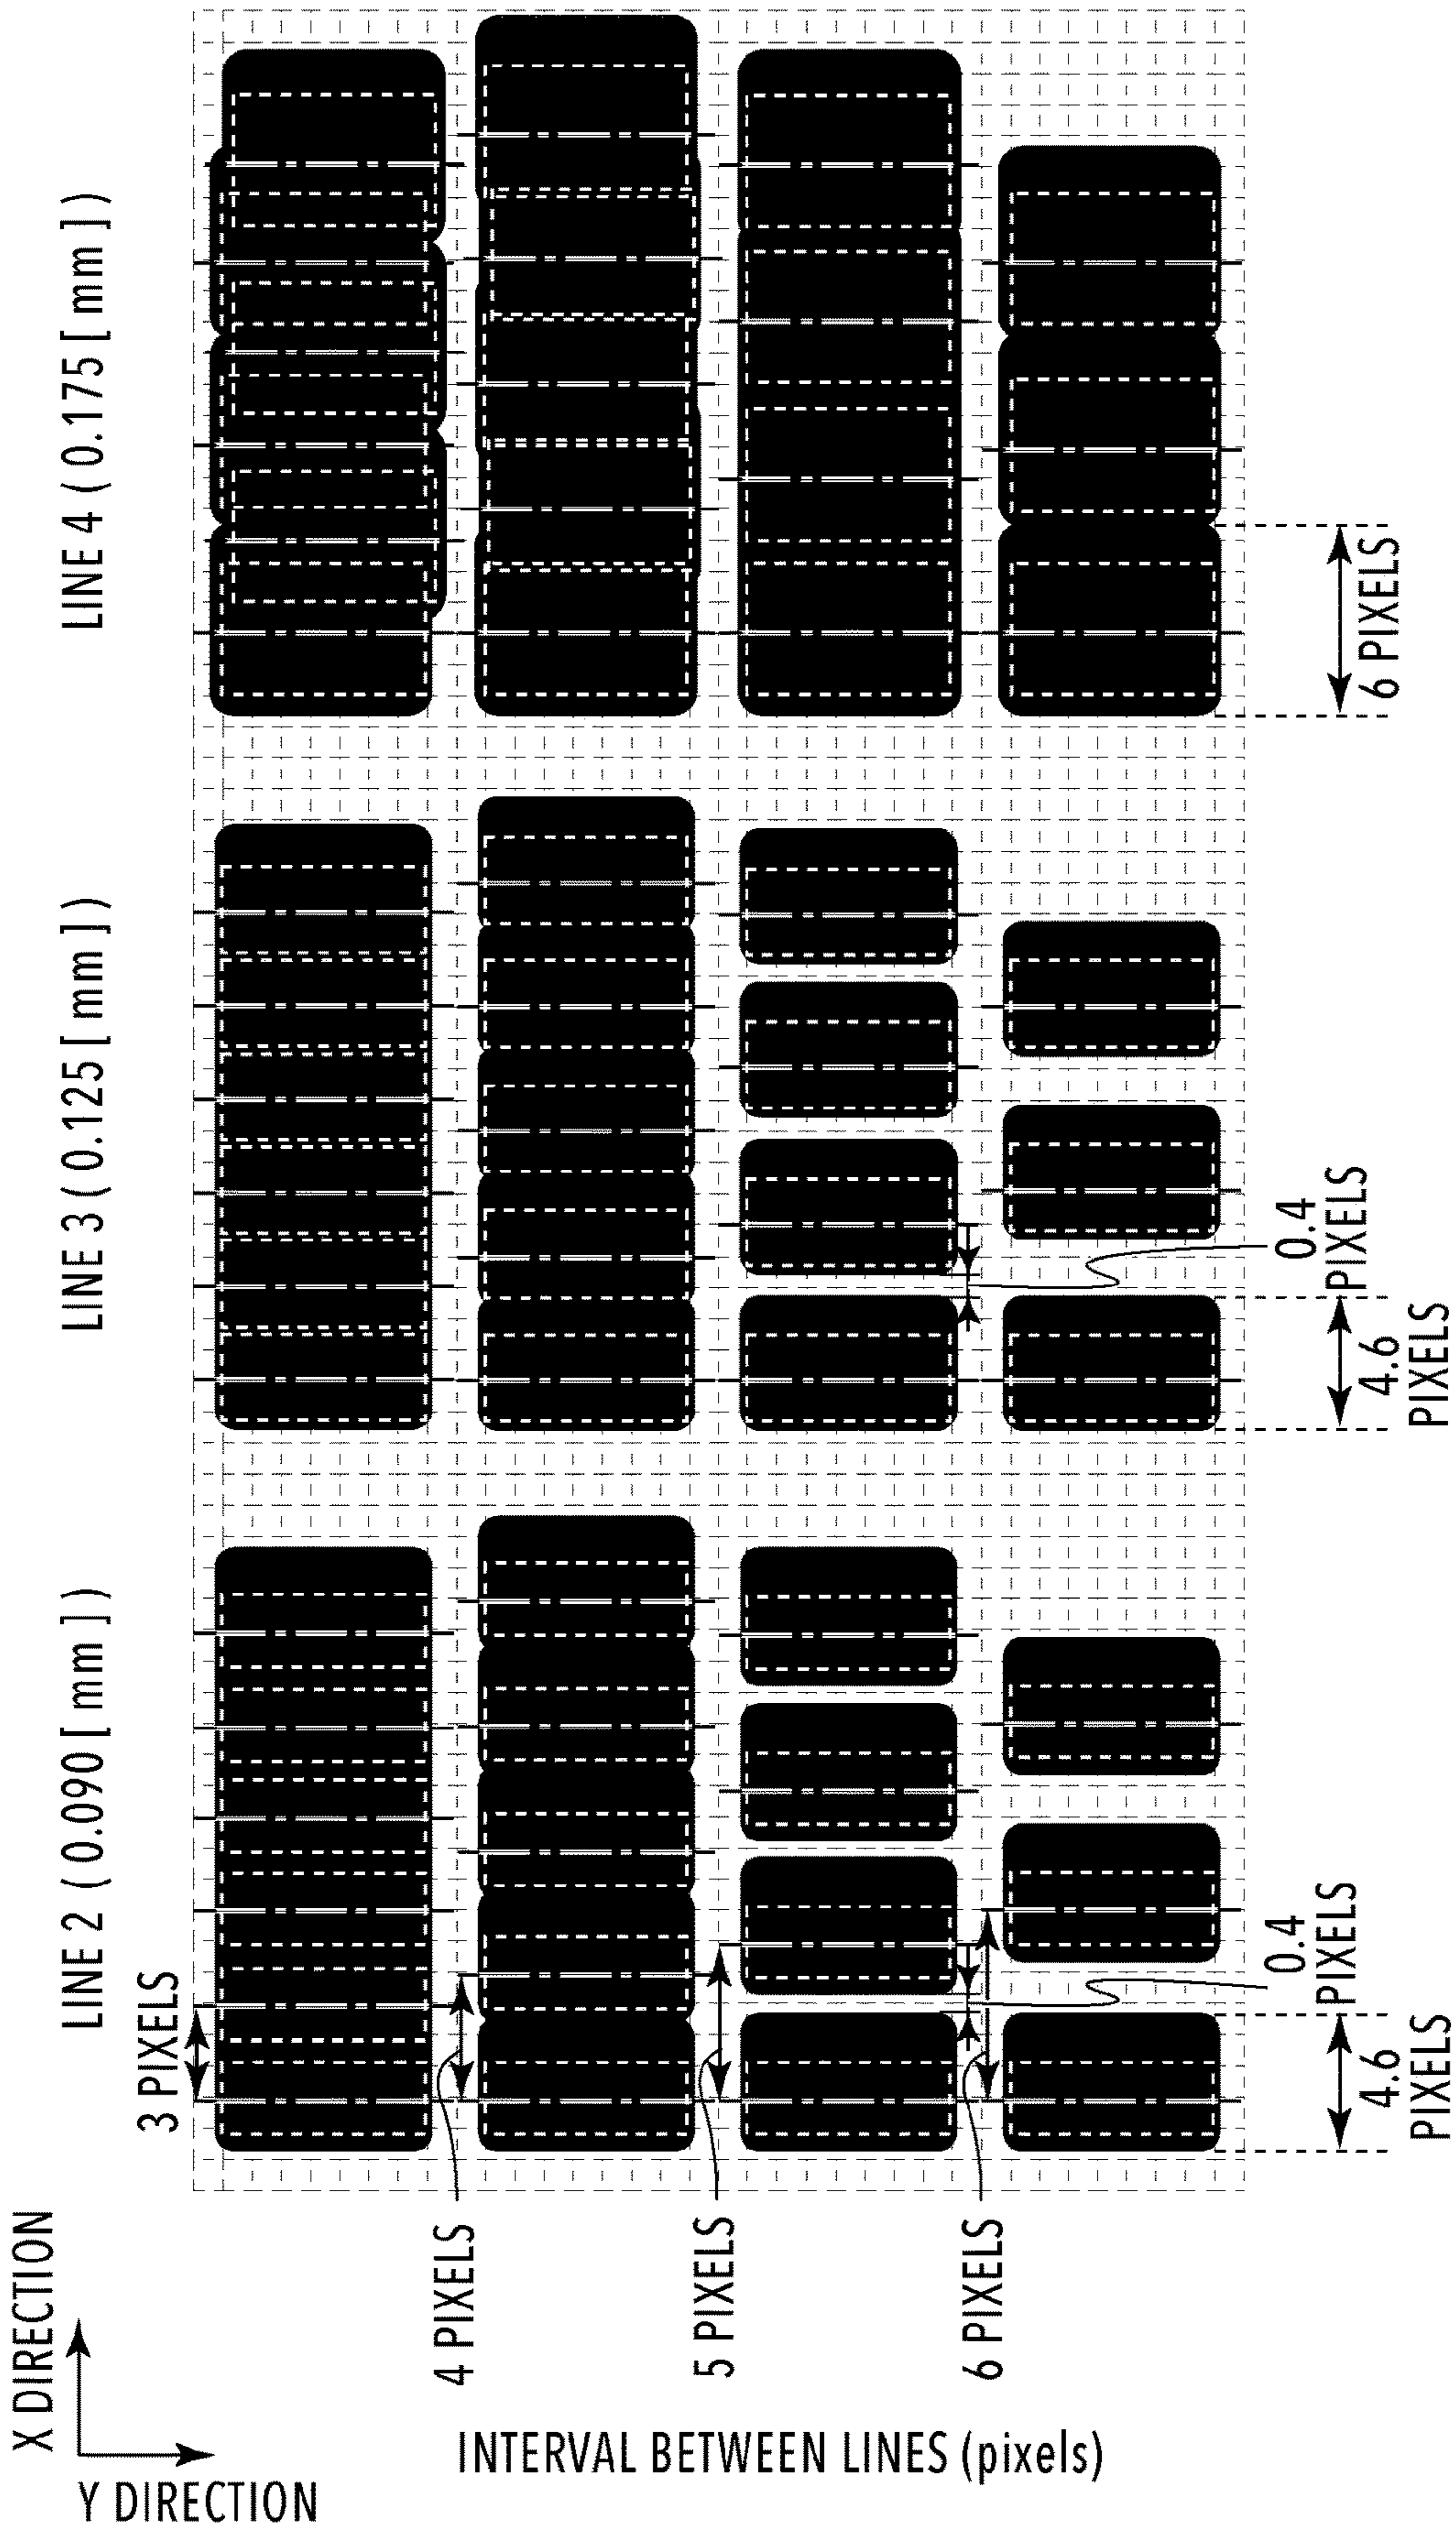 X DIRECTION
Y DIRECTION
LINE 2 ( 0.090 [ mm ] )
LINE 3 ( 0.125 [ mm ] )
LINE 4 ( 0.175 [ mm ] )
3 PIXELS
4 PIXELS
5 PIXELS
6 PIXELS
INTERVAL BETWEEN LINES (pixels)
0.4
PIXELS
4.6
PIXELS
0.4
PIXELS
4.6
PIXELS
6 PIXELS